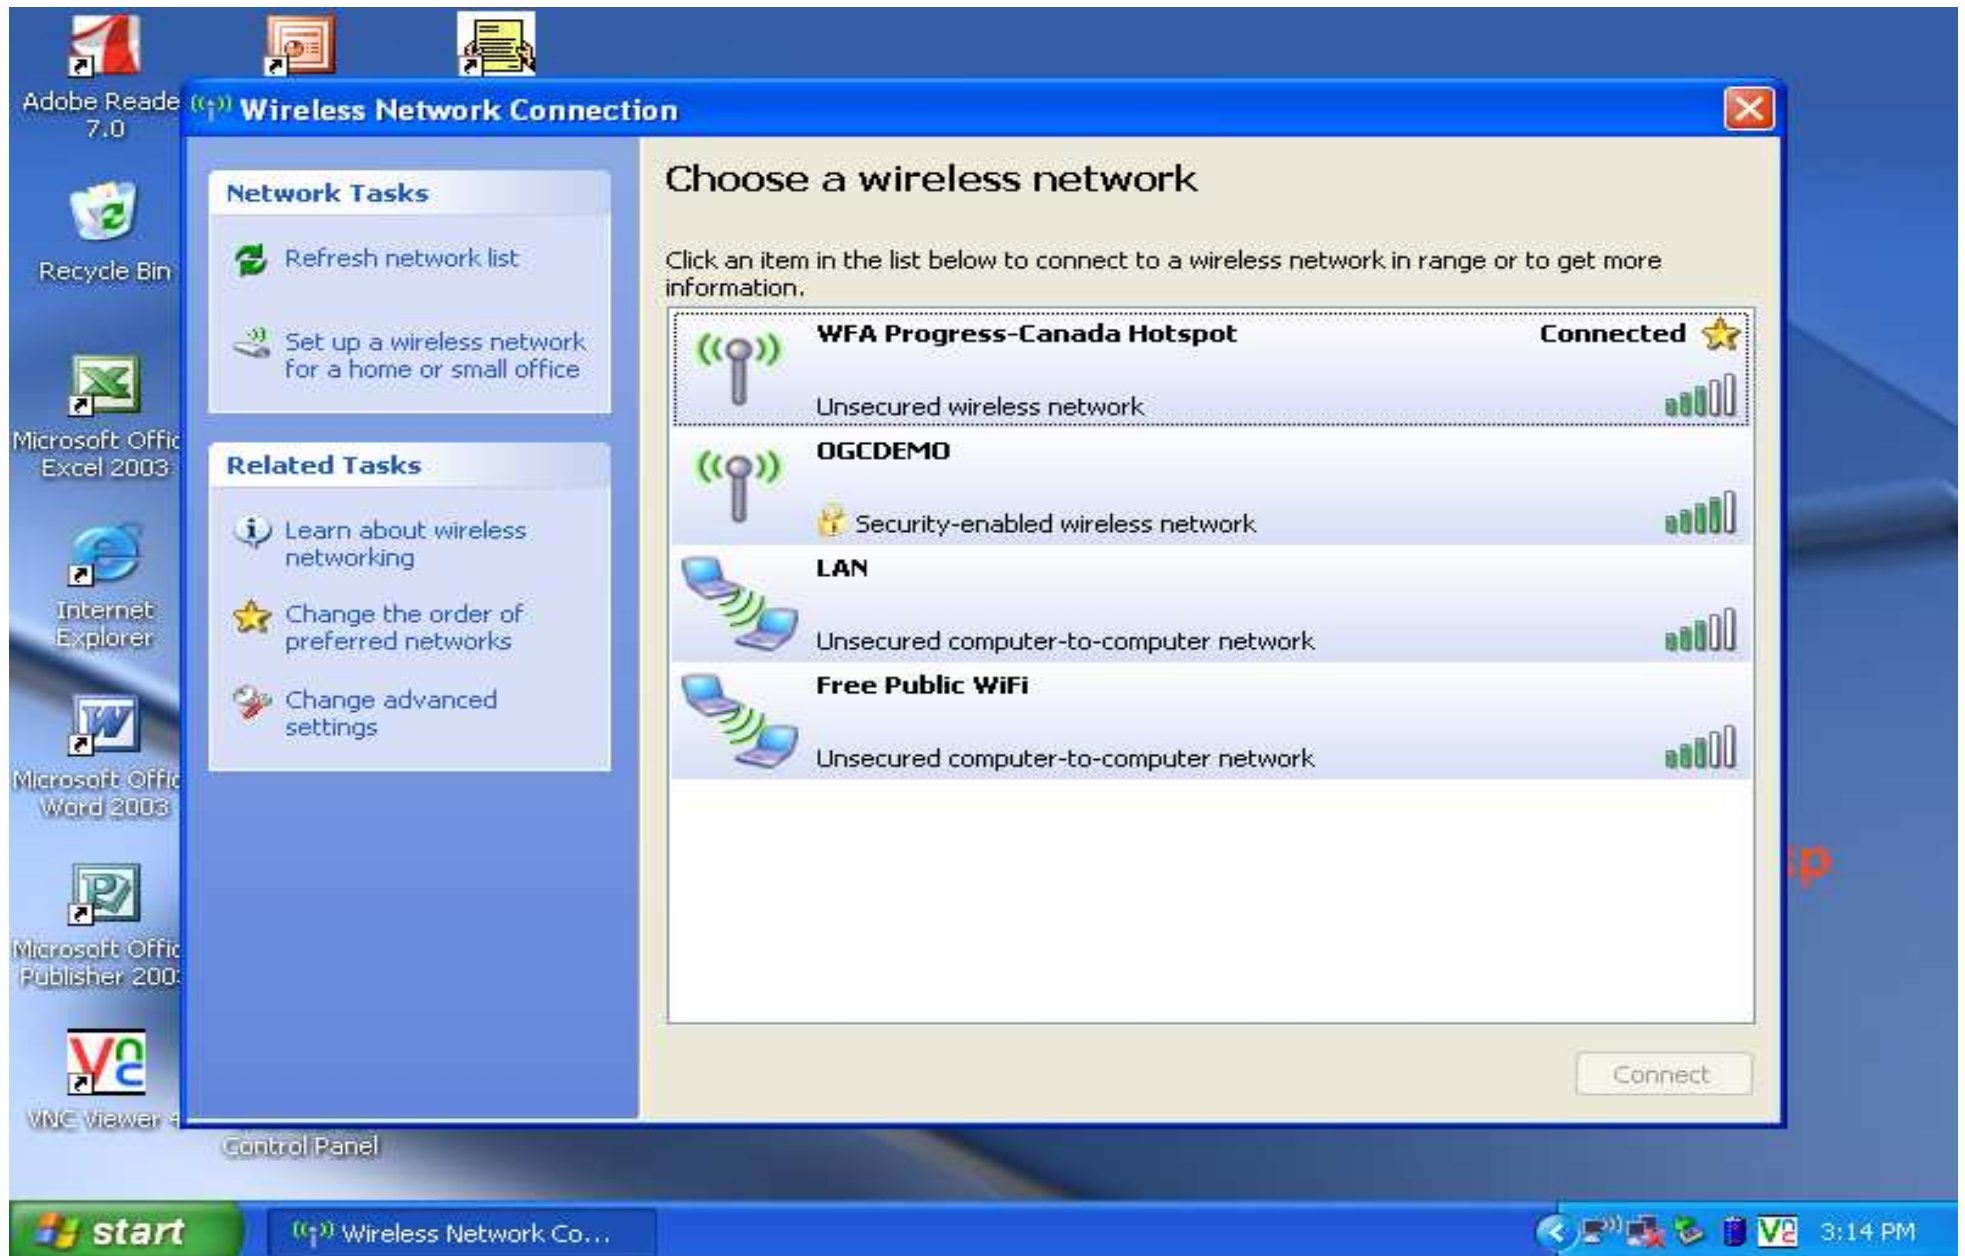 Adobe Reade
7.0
Recycle Bin
Microsoft Offic
Excel 2003
Internet
Explorer
Microsoft Offic
Word 2003
Microsoft Offic
Publisher 200
VNC Viewer 4
Control Panel
Wireless Network Connection
Network Tasks
Refresh network list
Set up a wireless network
for a home or small office
Related Tasks
Learn about wireless
networking
Change the order of
preferred networks
Change advanced
settings
Choose a wireless network
Click an item in the list below to connect to a wireless network in range or to get more
information.
WFA Progress-Canada Hotspot Connected
Unsecured wireless network
OGCDEMO
Security-enabled wireless network
LAN
Unsecured computer-to-computer network
Free Public WiFi
Unsecured computer-to-computer network
Connect
p
start
Wireless Network Co...
3:14 PM